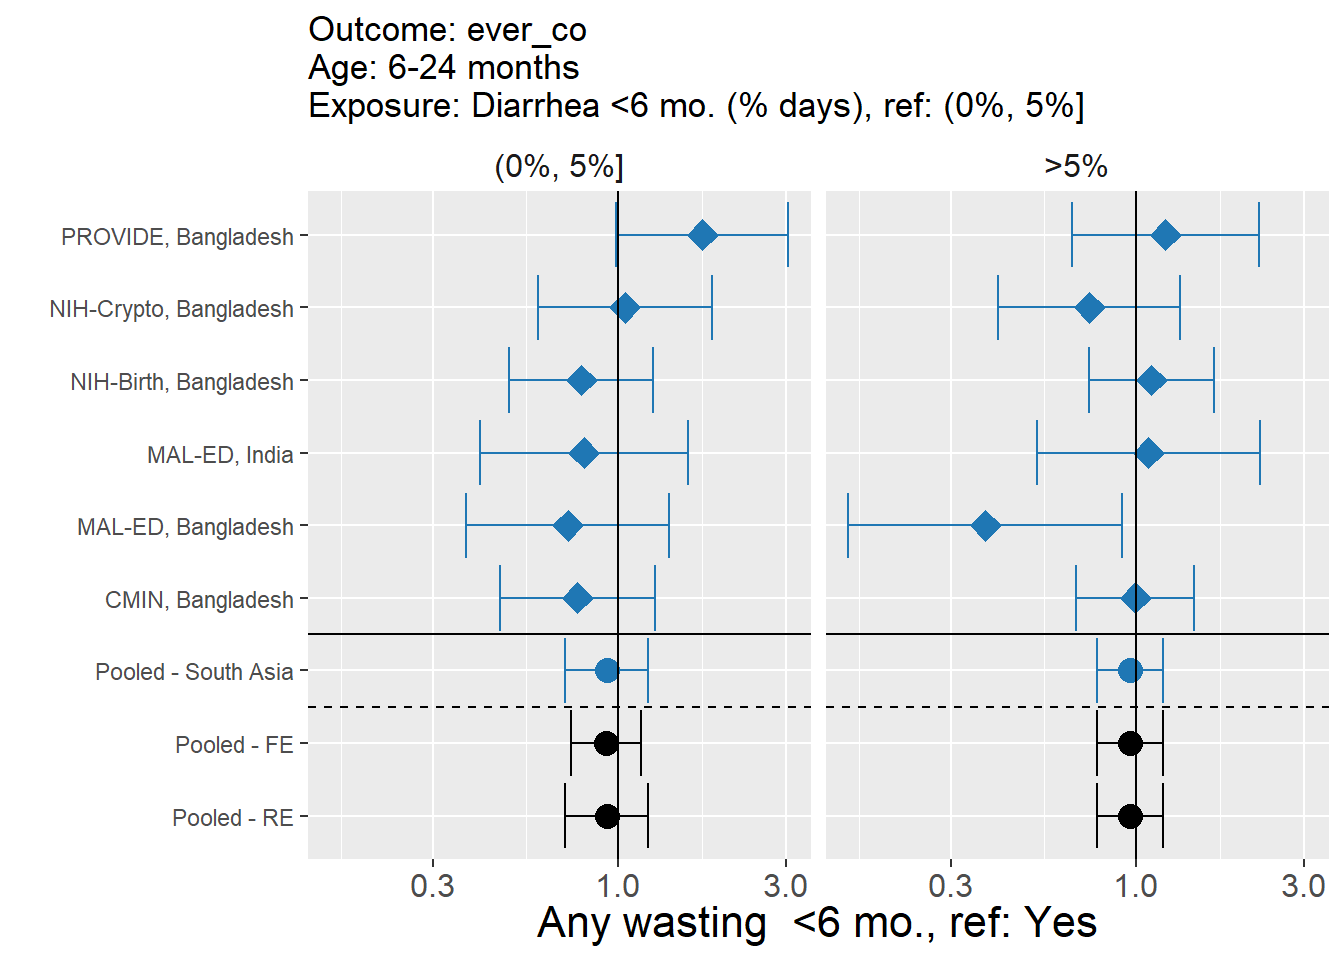 Outcome: ever_co
Age: 6-24 months
Exposure: Diarrhea <6 mo. (% days), ref: (0%, 5%]
(0%, 5%]
>5%
PROVIDE, Bangladesh
NIH-Crypto, Bangladesh
NIH-Birth, Bangladesh
MAL-ED, India
MAL-ED, Bangladesh
CMIN, Bangladesh
Pooled - South Asia
Pooled - FE
Pooled - RE
0.3 1.0 3.0 0.3 1.0 3.0
Any wasting  <6 mo., ref: Yes